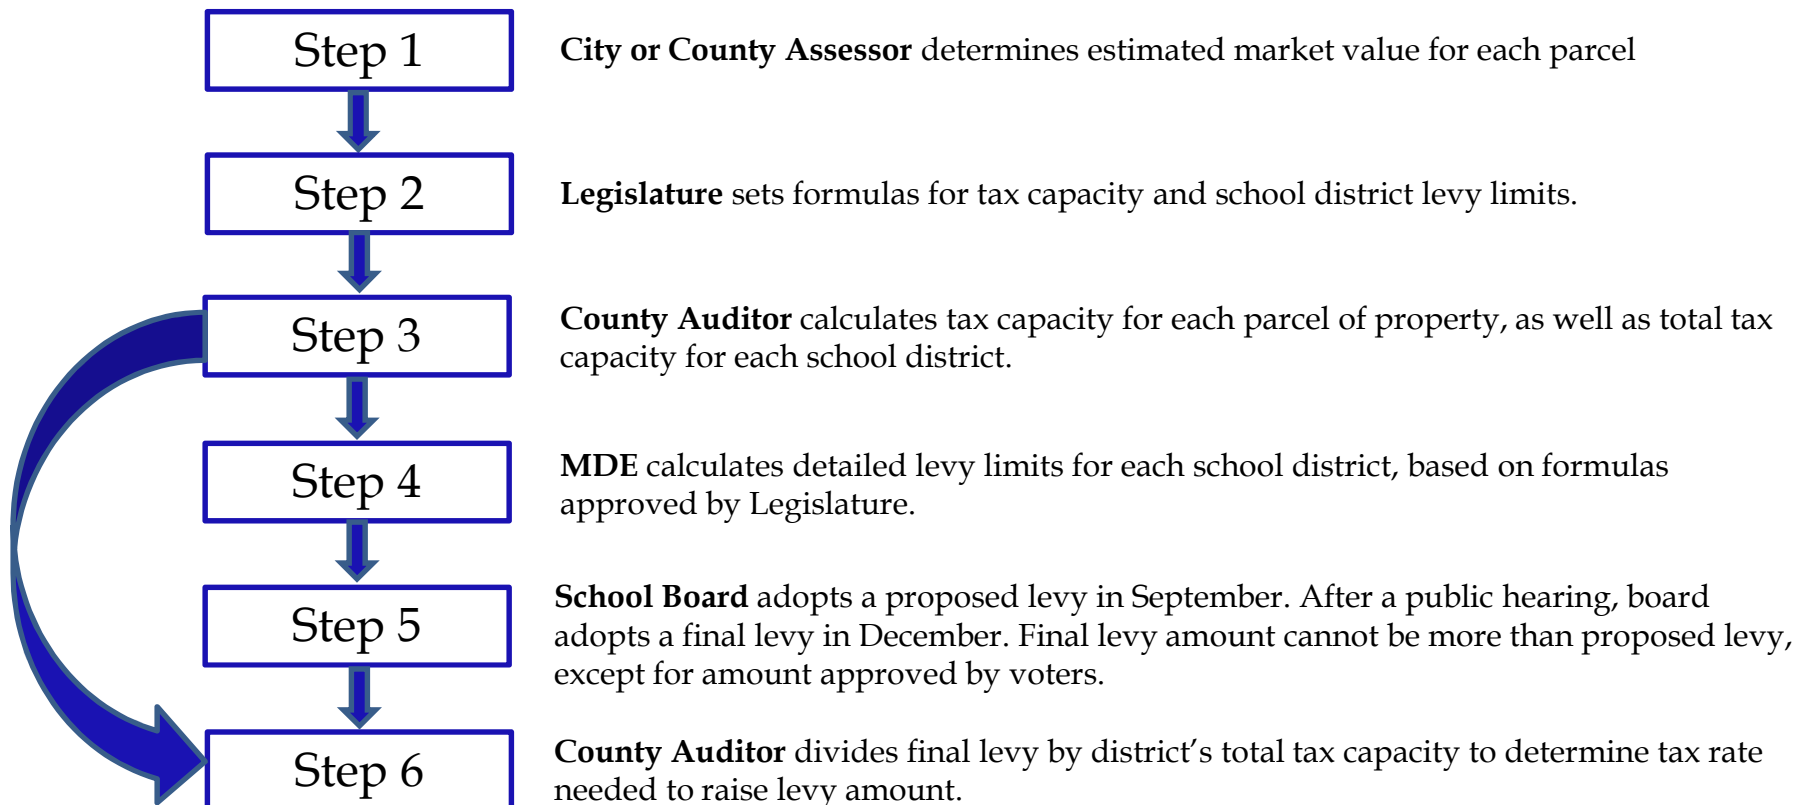 Step 1
City or County Assessor determines estimated market value for each parcel
Step 2
Legislature sets formulas for tax capacity and school district levy limits.
Step 3
County Auditor calculates tax capacity for each parcel of property, as well as total tax
capacity for each school district.
Step 4
MDE calculates detailed levy limits for each school district, based on formulas
approved by Legislature.
Step 5
School Board adopts a proposed levy in September. After a public hearing, board
adopts a final levy in December. Final levy amount cannot be more than proposed levy,
except for amount approved by voters.
Step 6
County Auditor divides final levy by district’s total tax capacity to determine tax rate
needed to raise levy amount.